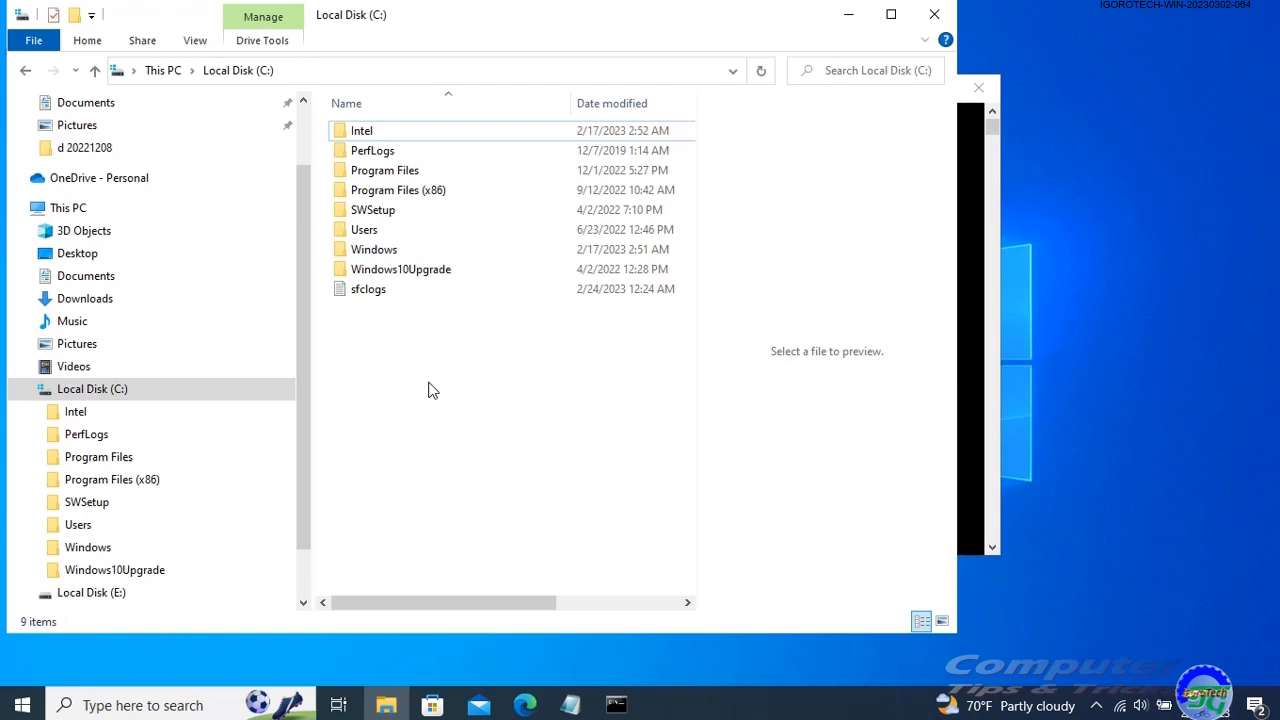 IGOROTECH-WIN-20230302-064
Manage
Local Disk (C:)
File
Home
Share
View
Drive Tools
This PC
Local Disk (C:)
Search Local Disk (C:)
Documents
Pictures
d 20221208
OneDrive - Personal
This PC
3D Objects
Desktop
Documents
Downloads
Music
Pictures
Videos
Local Disk (C:)
Intel
PerfLogs
Program Files
Program Files (x86)
SWSetup
Users
Windows
Windows10Upgrade
Local Disk (E:)
Name Date modified
Intel 2/17/2023 2:52 AM
PerfLogs 12/7/2019 1:14 AM
Program Files 12/1/2022 5:27 PM
Program Files (x86) 9/12/2022 10:42 AM
SWSetup 4/2/2022 7:10 PM
Users 6/23/2022 12:46 PM
Windows 2/17/2023 2:51 AM
Windows10Upgrade 4/2/2022 12:28 PM
sfclogs 2/24/2023 12:24 AM
Select a file to preview.
9 items
Computer
Tips & Tricks
Type here to search
70°F Partly cloudy
2